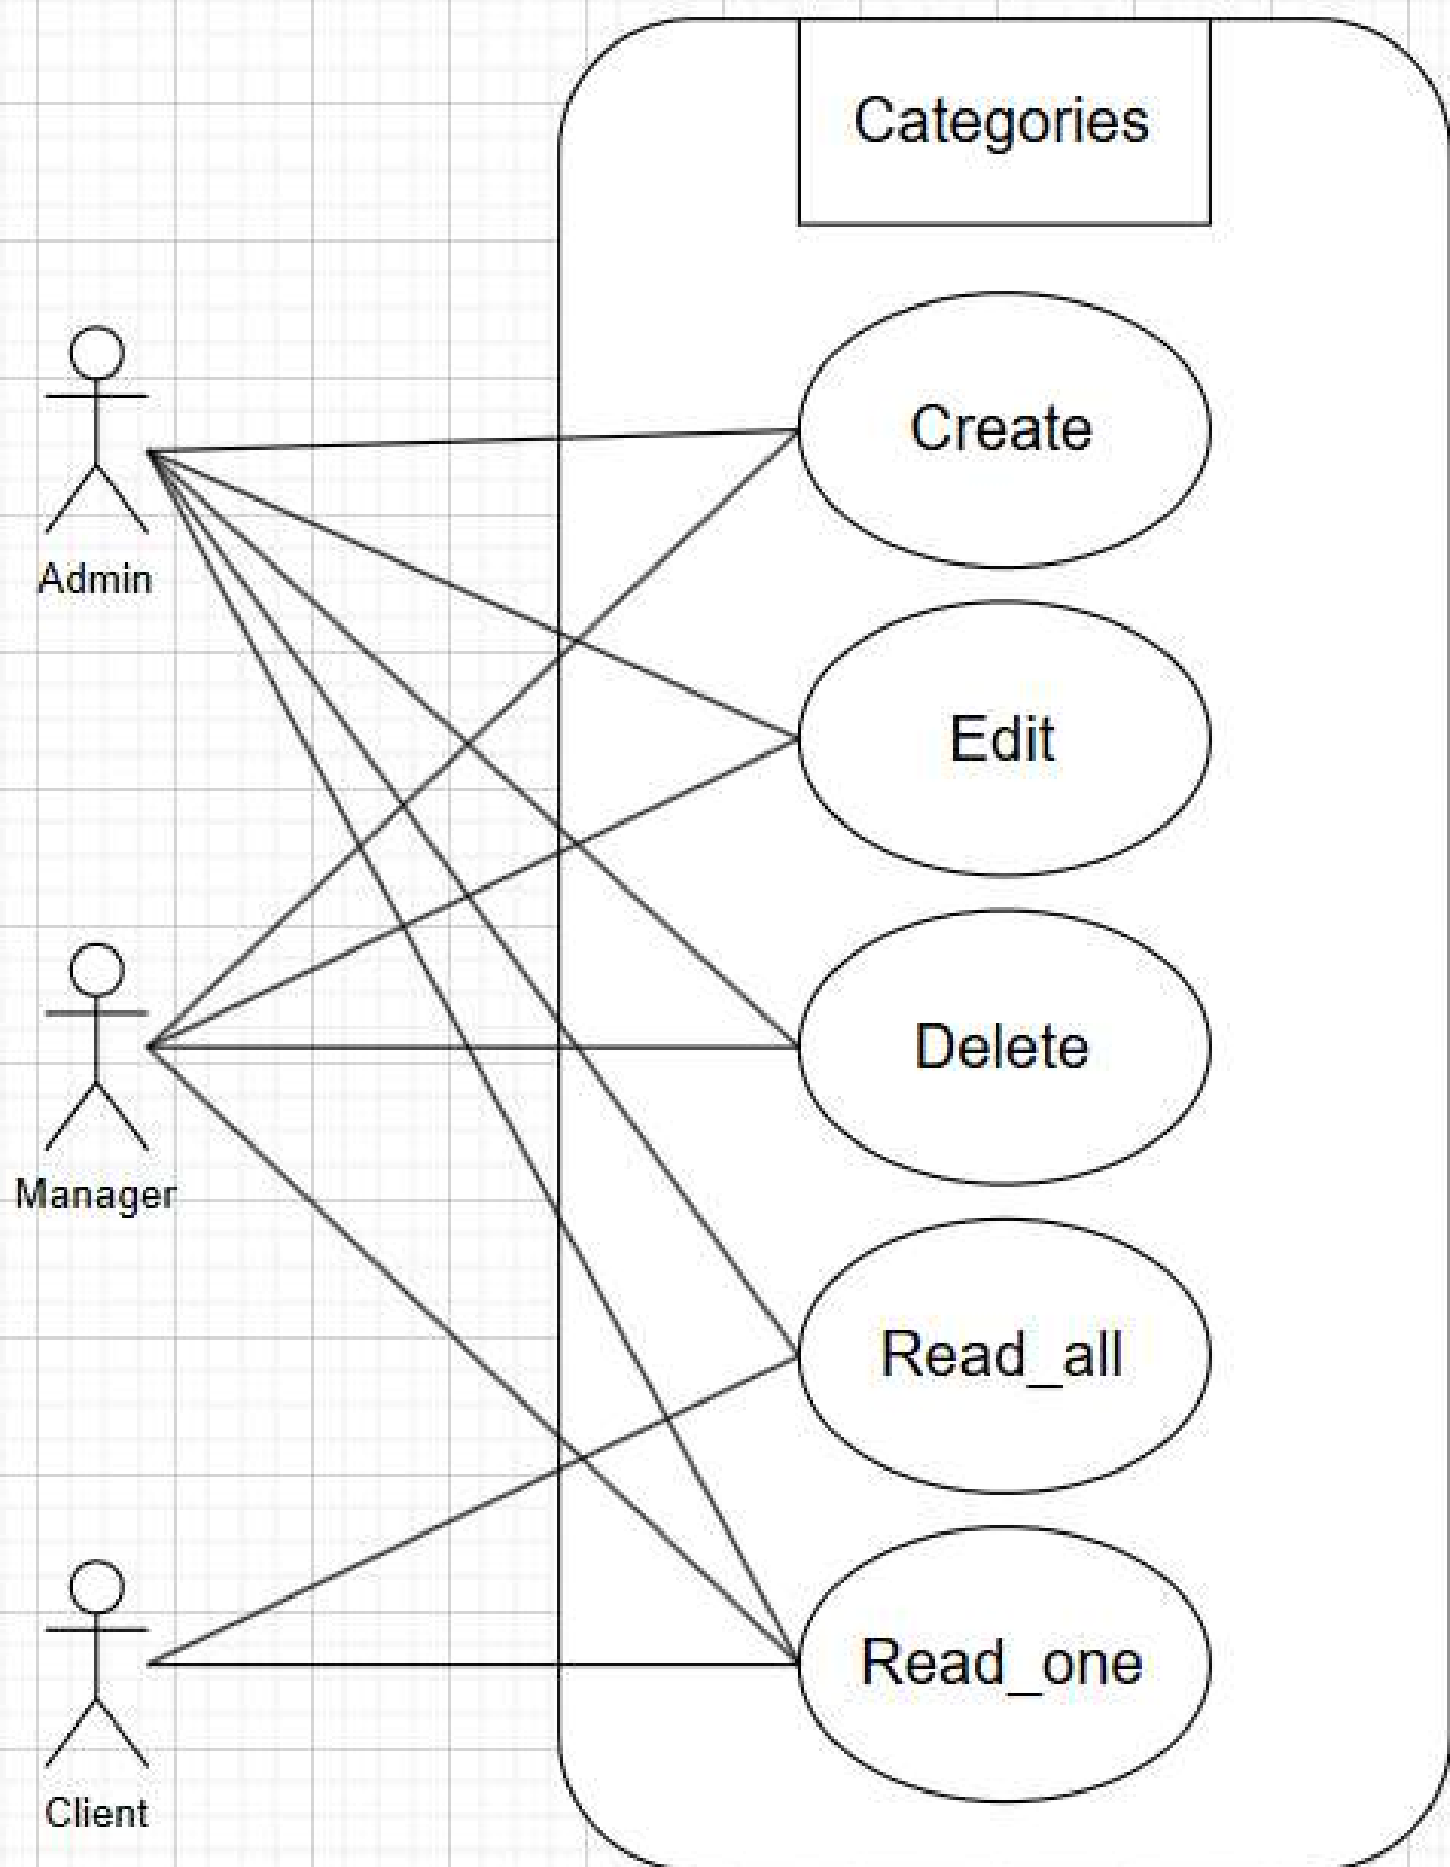 Categories
Create
Admin
Edit
Delete
Manager
Read_all
Read_one
Client